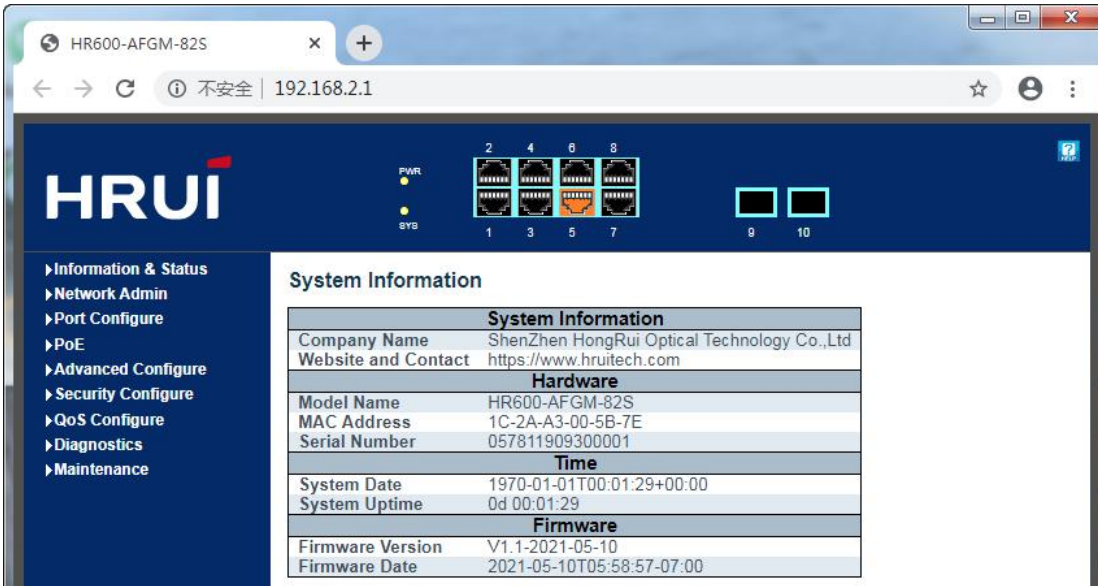 HR600-AFGM-82S
不安全 | 192.168.2.1
HRUI
PWR
SYS
2 4 6 8
1 3 5 7
9 10
HELP
Information & Status
Network Admin
Port Configure
PoE
Advanced Configure
Security Configure
QoS Configure
Diagnostics
Maintenance
System Information
System Information
Company Name ShenZhen HongRui Optical Technology Co.,Ltd
Website and Contact https://www.hruitech.com
Hardware
Model Name HR600-AFGM-82S
MAC Address 1C-2A-A3-00-5B-7E
Serial Number 057811909300001
Time
System Date 1970-01-01T00:01:29+00:00
System Uptime 0d 00:01:29
Firmware
Firmware Version V1.1-2021-05-10
Firmware Date 2021-05-10T05:58:57-07:00